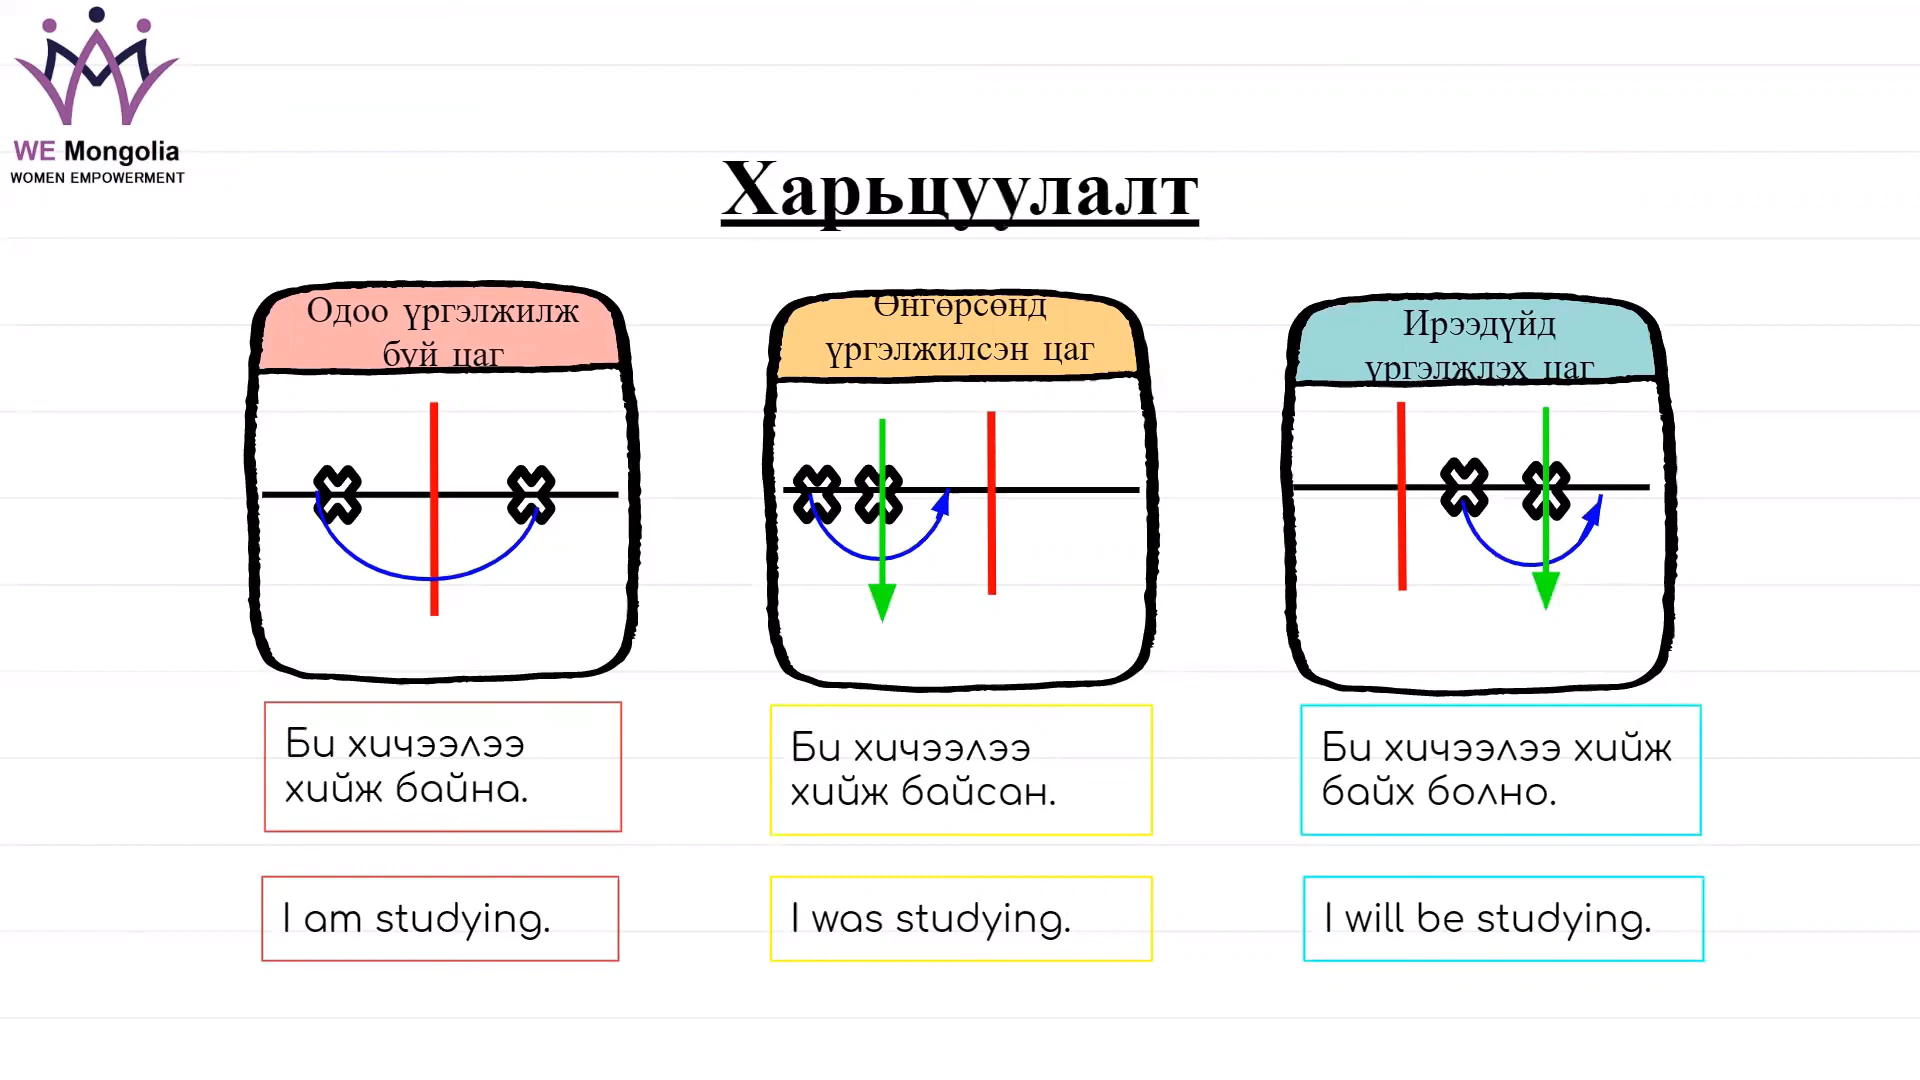 WE Mongolia
WOMEN EMPOWERMENT
Харьцуулалт
Одоо үргэлжилж
буй цаг
Өнгөрсөнд
үргэлжилсэн цаг
Ирээдүйд
үргэлжлэх цаг
Би хичээлээ
хийж байна.
Би хичээлээ
хийж байсан.
Би хичээлээ хийж
байх болно.
I am studying.
I was studying.
I will be studying.